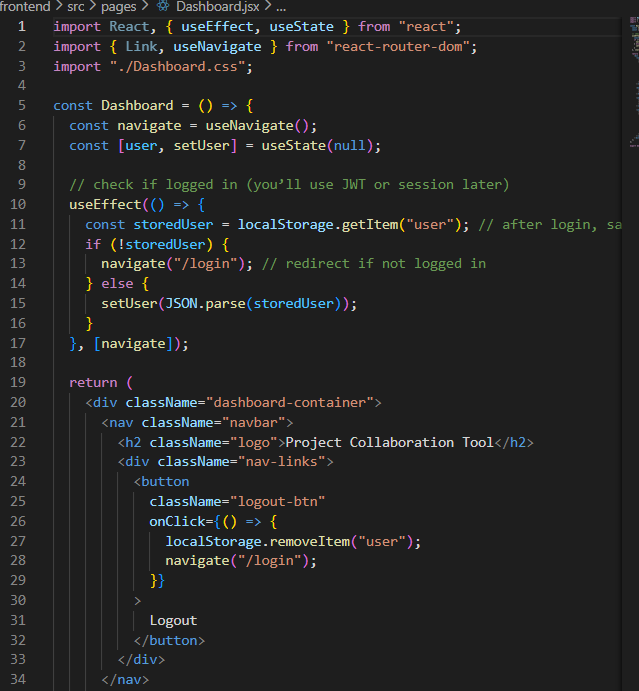 frontend > src > pages > Dashboard.jsx > ...
1 import React, { useEffect, useState } from "react";
2 import { Link, useNavigate } from "react-router-dom";
3 import "./Dashboard.css";
4
5 const Dashboard = () => {
6   const navigate = useNavigate();
7   const [user, setUser] = useState(null);
8
9   // check if logged in (you’ll use JWT or session later)
10   useEffect(() => {
11     const storedUser = localStorage.getItem("user"); // after login, sa
12     if (!storedUser) {
13       navigate("/login"); // redirect if not logged in
14     } else {
15       setUser(JSON.parse(storedUser));
16     }
17   }, [navigate]);
18
19   return (
20     <div className="dashboard-container">
21       <nav className="navbar">
22         <h2 className="logo">Project Collaboration Tool</h2>
23         <div className="nav-links">
24           <button
25             className="logout-btn"
26             onClick={() => {
27               localStorage.removeItem("user");
28               navigate("/login");
29             }}
30           >
31             Logout
32           </button>
33         </div>
34       </nav>